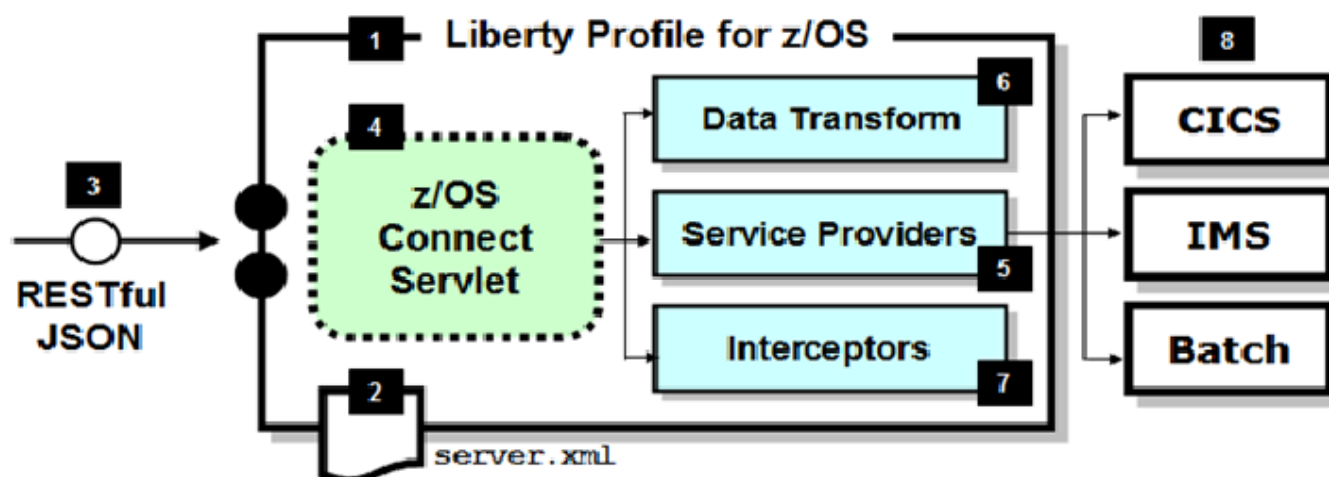 1
Liberty Profile for z/OS
8
6
Data Transform
CICS
4
z/OS
Connect
Servlet
3
RESTful
JSON
Service Providers
5
IMS
Interceptors
7
Batch
2
server.xml